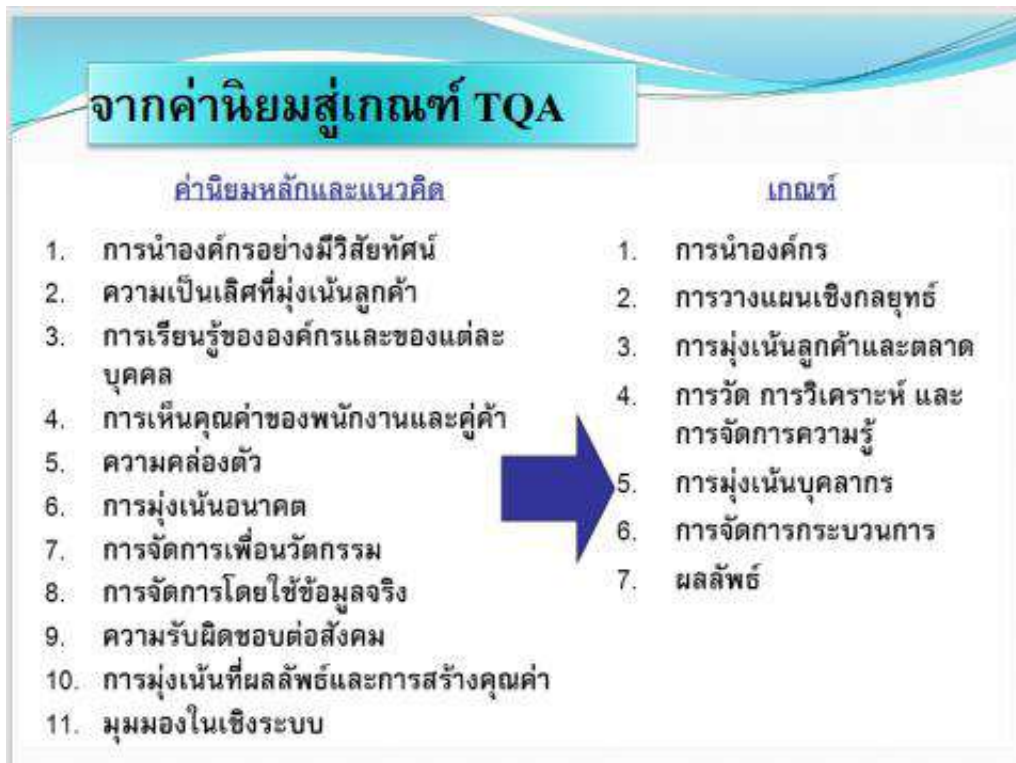 จากค่านิยมสู่เกณฑ์ TQA
ค่านิยมหลักและแนวคิด
1. การนำองค์กรอย่างมีวิสัยทัศน์
2. ความเป็นเลิศที่มุ่งเน้นลูกค้า
3. การเรียนรู้ขององค์กรและของแต่ละ
บุคคล
4. การเห็นคุณค่าของพนักงานและคู่ค้า
5. ความคล่องตัว
6. การมุ่งเน้นอนาคต
7. การจัดการเพื่อนวัตกรรม
8. การจัดการโดยใช้ข้อมูลจริง
9. ความรับผิดชอบต่อสังคม
10. การมุ่งเน้นที่ผลลัพธ์และการสร้างคุณค่า
11. มุมมองในเชิงระบบ
เกณฑ์
1. การนำองค์กร
2. การวางแผนเชิงกลยุทธ์
3. การมุ่งเน้นลูกค้าและตลาด
4. การวัด การวิเคราะห์ และ
การจัดการความรู้
5. การมุ่งเน้นบุคลากร
6. การจัดการกระบวนการ
7. ผลลัพธ์